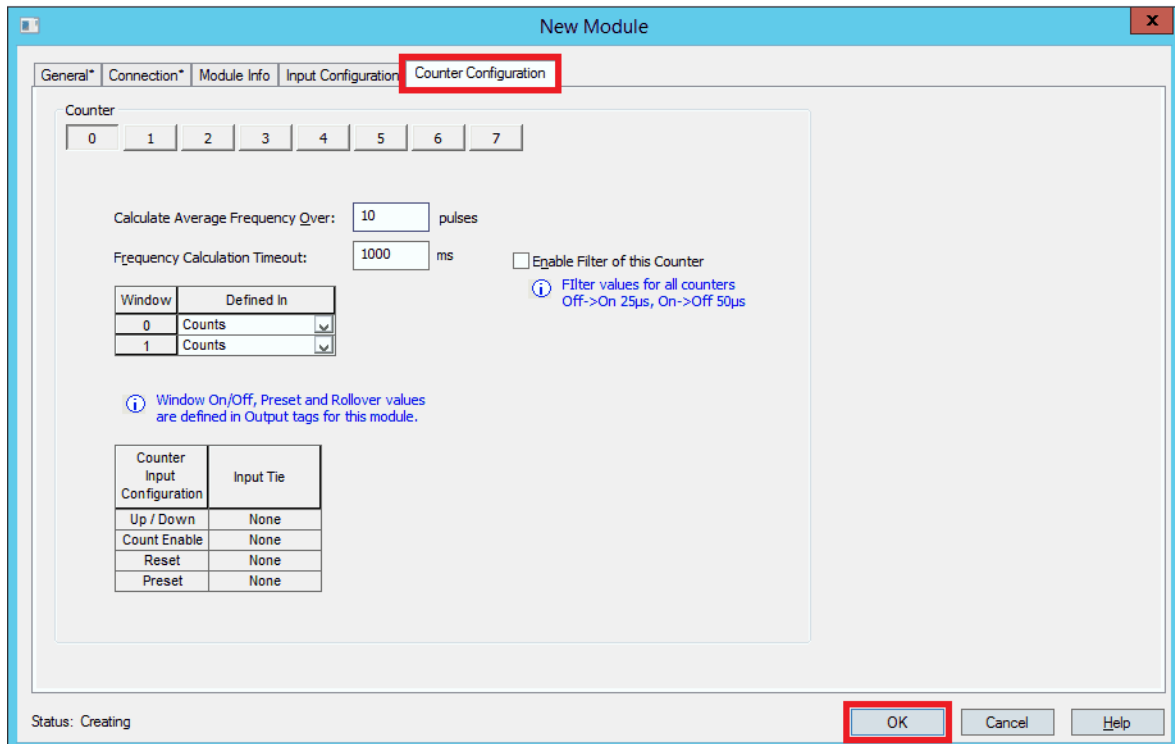 New Module
x
General* Connection* Module Info Input Configuration Counter Configuration
Counter
0 1 2 3 4 5 6 7
Calculate Average Frequency Over: 10 pulses
Frequency Calculation Timeout: 1000 ms
Enable Filter of this Counter
FIlter values for all counters
Off->On 25µs, On->Off 50µs
Window Defined In
0 Counts
1 Counts
Window On/Off, Preset and Rollover values
are defined in Output tags for this module.
Counter
Input
Configuration
Input Tie
Up / Down None
Count Enable None
Reset None
Preset None
Status: Creating
OK Cancel Help